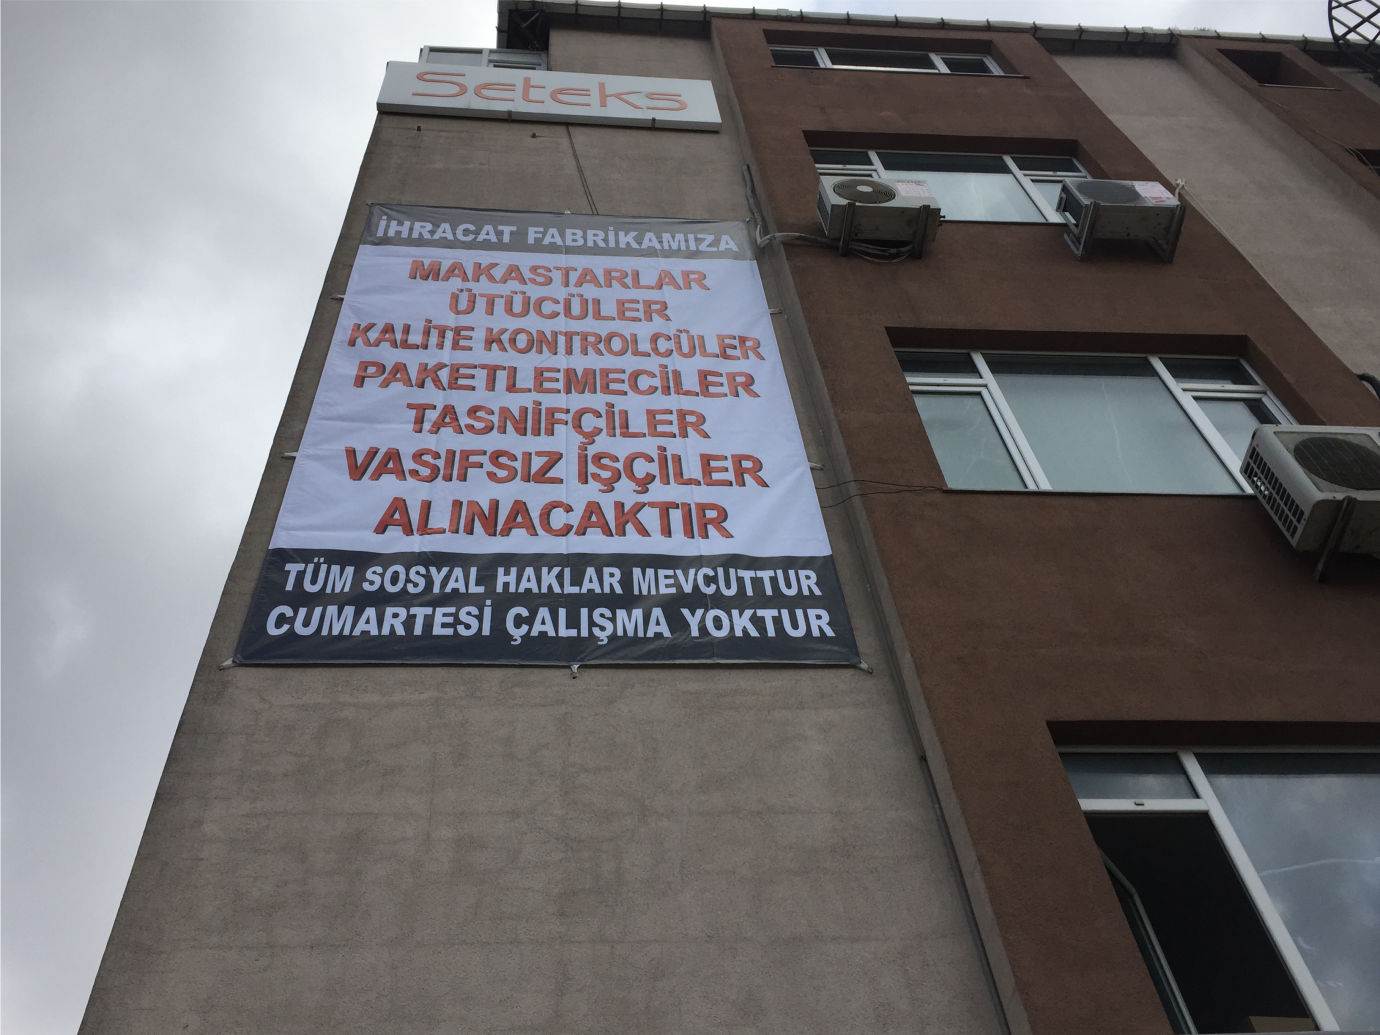 Seteks
İHRACAT FABRİKAMIZA
MAKASTARLAR
ÜTÜCÜLER
KALİTE KONTROLCÜLER
PAKETLEMECİLER
TASNİFÇİLER
VASIFSIZ İŞÇİLER
ALINACAKTIR
TÜM SOSYAL HAKLAR MEVCUTTUR
CUMARTESİ ÇALIŞMA YOKTUR